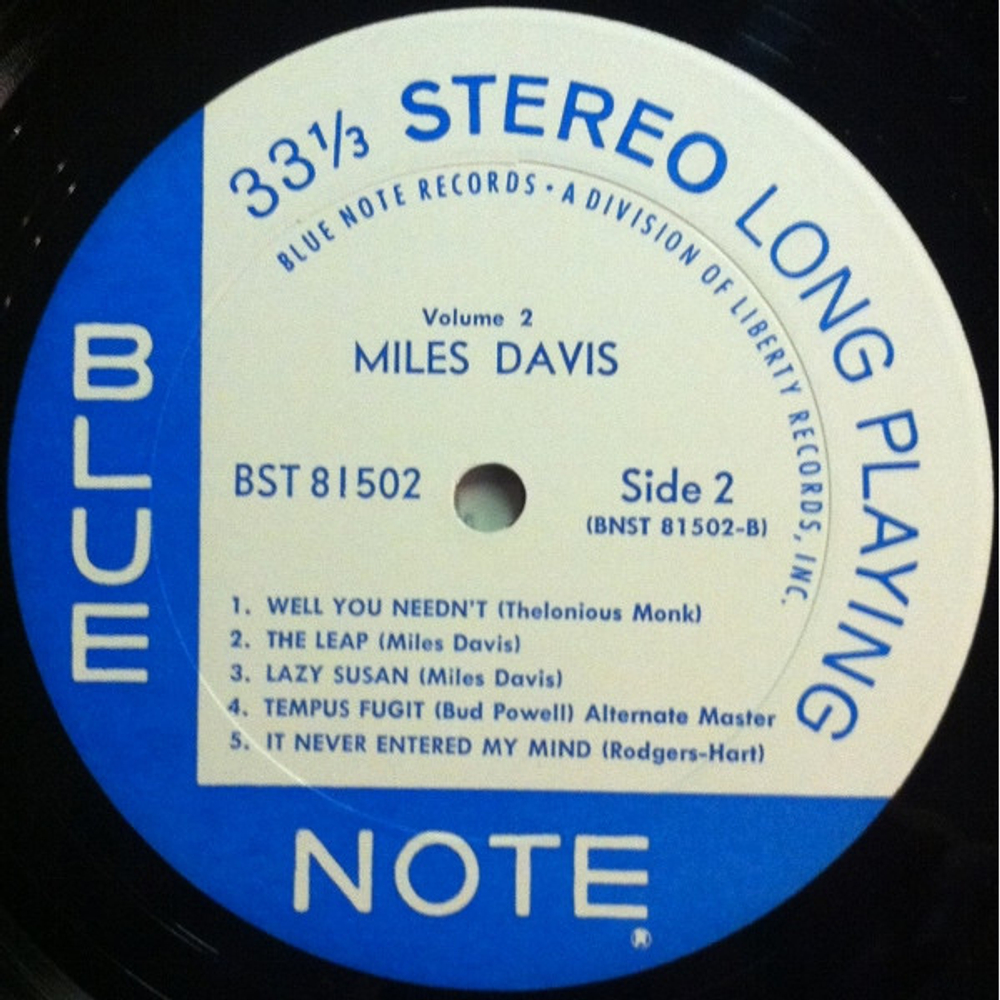 33⅓ STEREO LONG PLAYING
BLUE NOTE RECORDS · A DIVISION OF LIBERTY RECORDS, INC.
Volume 2
MILES DAVIS
BST 81502
Side 2
(BNST 81502-B)
1. WELL YOU NEEDN'T (Thelonious Monk)
2. THE LEAP (Miles Davis)
3. LAZY SUSAN (Miles Davis)
4. TEMPUS FUGIT (Bud Powell) Alternate Master
5. IT NEVER ENTERED MY MIND (Rodgers-Hart)
BLUE
NOTE
®